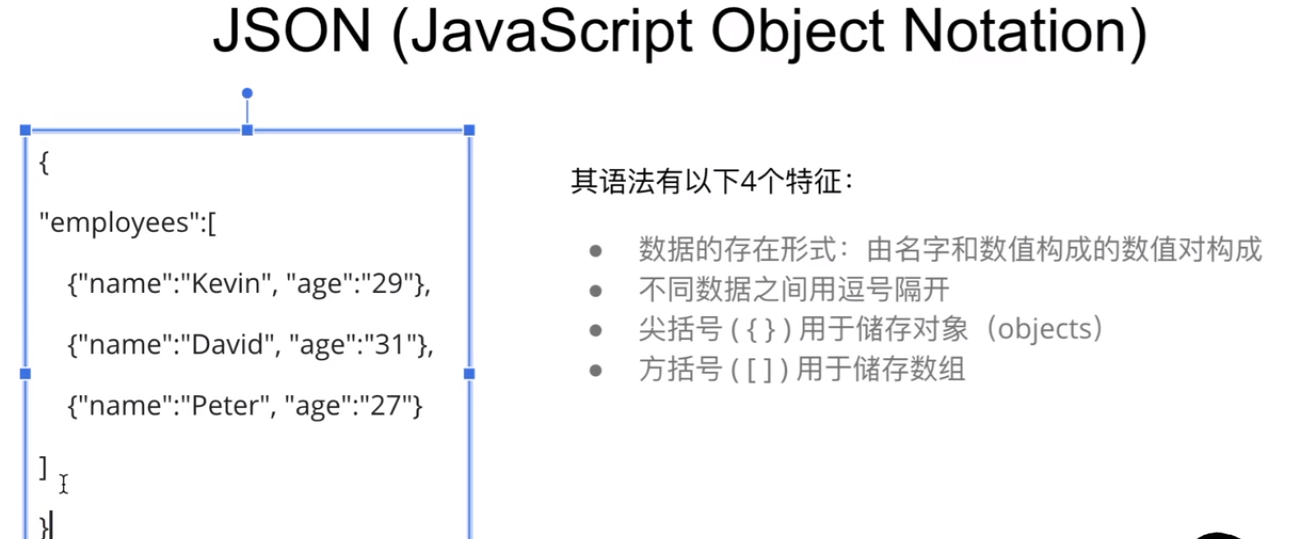 JSON (JavaScript Object Notation)
{
"employees":[
{"name":"Kevin", "age":"29"},
{"name":"David", "age":"31"},
{"name":"Peter", "age":"27"}
]
}
其语法有以下4个特征：
● 数据的存在形式：由名字和数值构成的数值对构成
● 不同数据之间用逗号隔开
● 尖括号 ( { } ) 用于储存对象（objects）
● 方括号 ( [ ] ) 用于储存数组